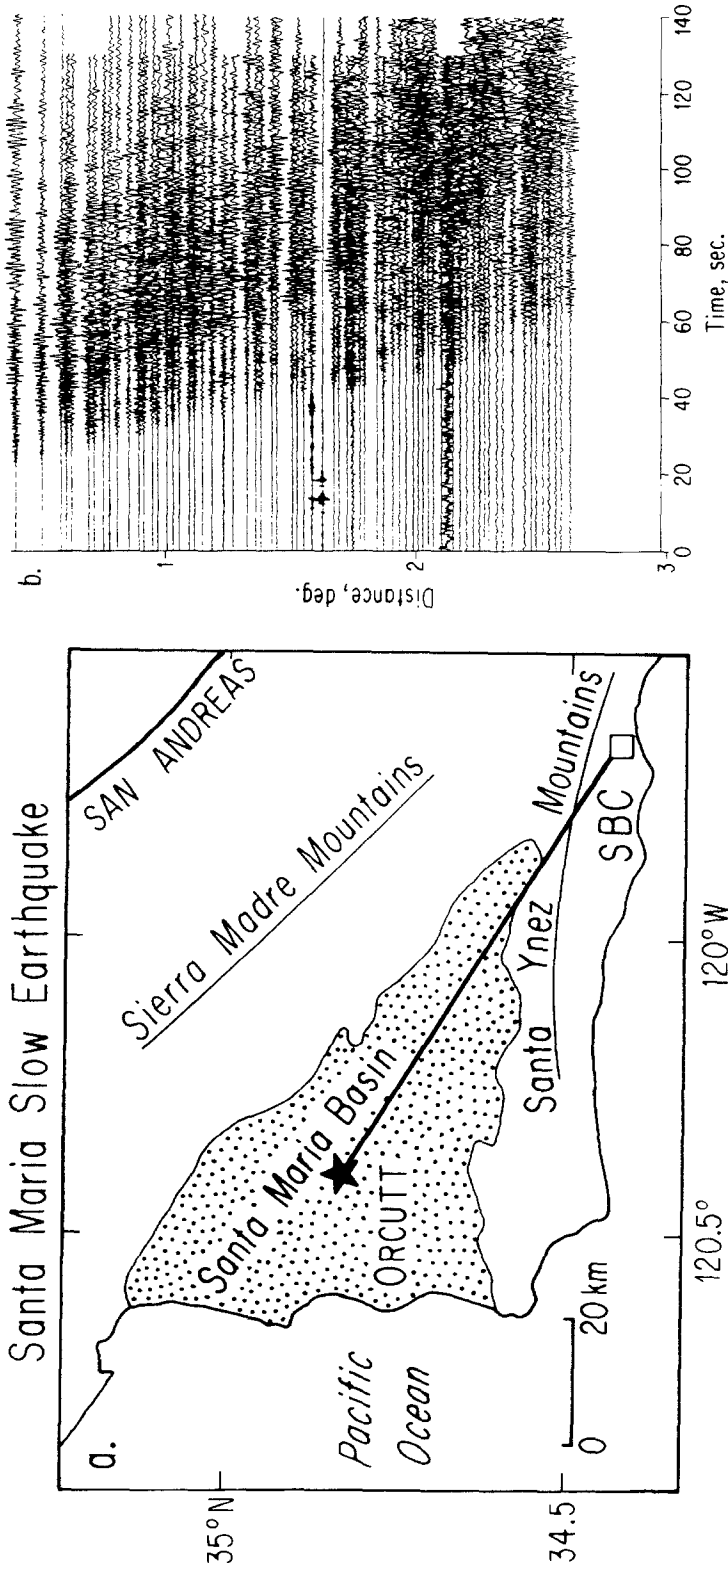 Santa Maria Slow Earthquake
a.
35°N
34.5
SAN ANDREAS
Sierra Madre Mountains
Santa Maria Basin
ORCUTT
Pacific
Ocean
Santa Ynez Mountains
SBC
0 20 km
120.5°
120°W
b.
Distance, deg.
1
2
3
0 20 40 60 80 100 120 140
Time, sec.